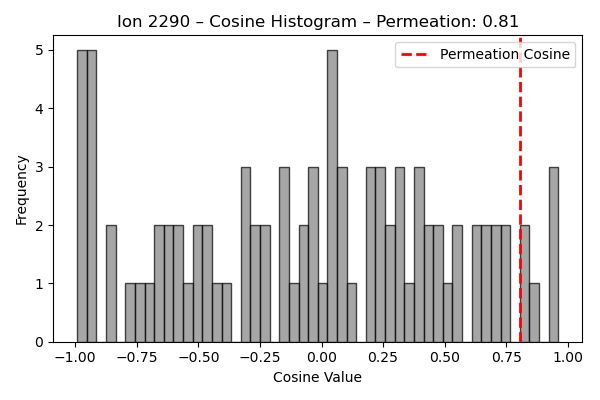 Ion 2290 – Cosine Histogram – Permeation: 0.81
Permeation Cosine
Frequency
5
4
3
2
1
0
−1.00 −0.75 −0.50 −0.25 0.00 0.25 0.50 0.75 1.00
Cosine Value